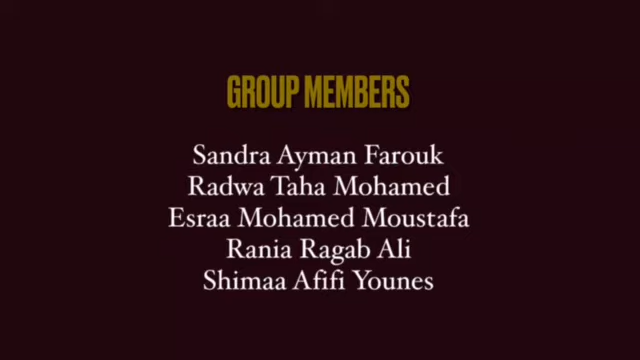 GROUP MEMBERS
Sandra Ayman Farouk
Radwa Taha Mohamed
Esraa Mohamed Moustafa
Rania Ragab Ali
Shimaa Afifi Younes